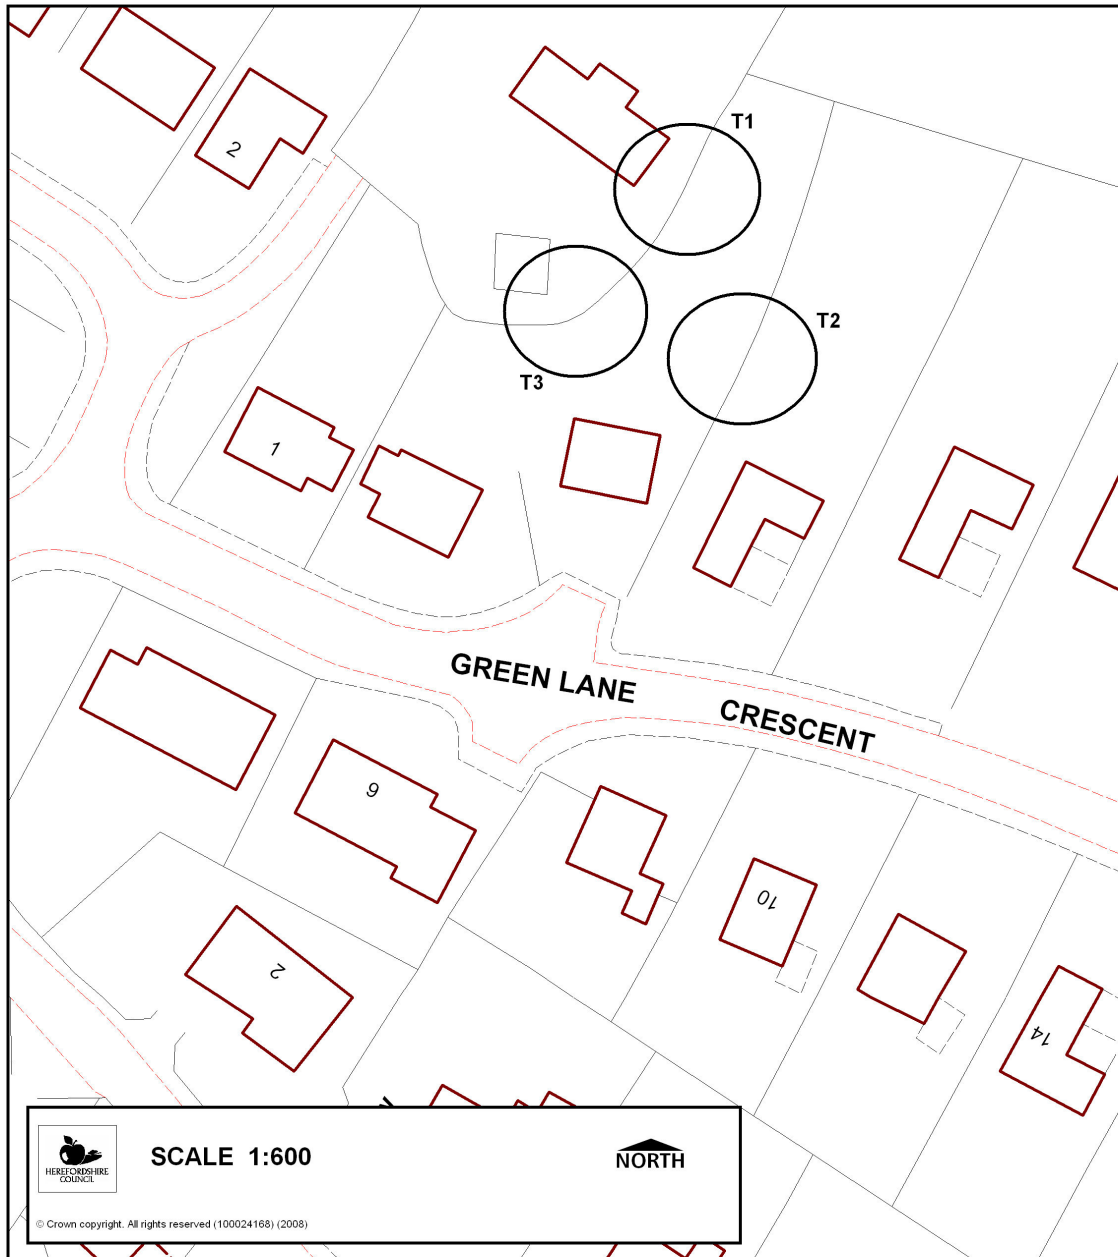 T1
2
T2
T3
1
GREEN LANE CRESCENT
6
10
2
14
SCALE 1:600
NORTH
HEREFORDSHIRE
COUNCIL
© Crown copyright. All rights reserved (100024168) (2008)